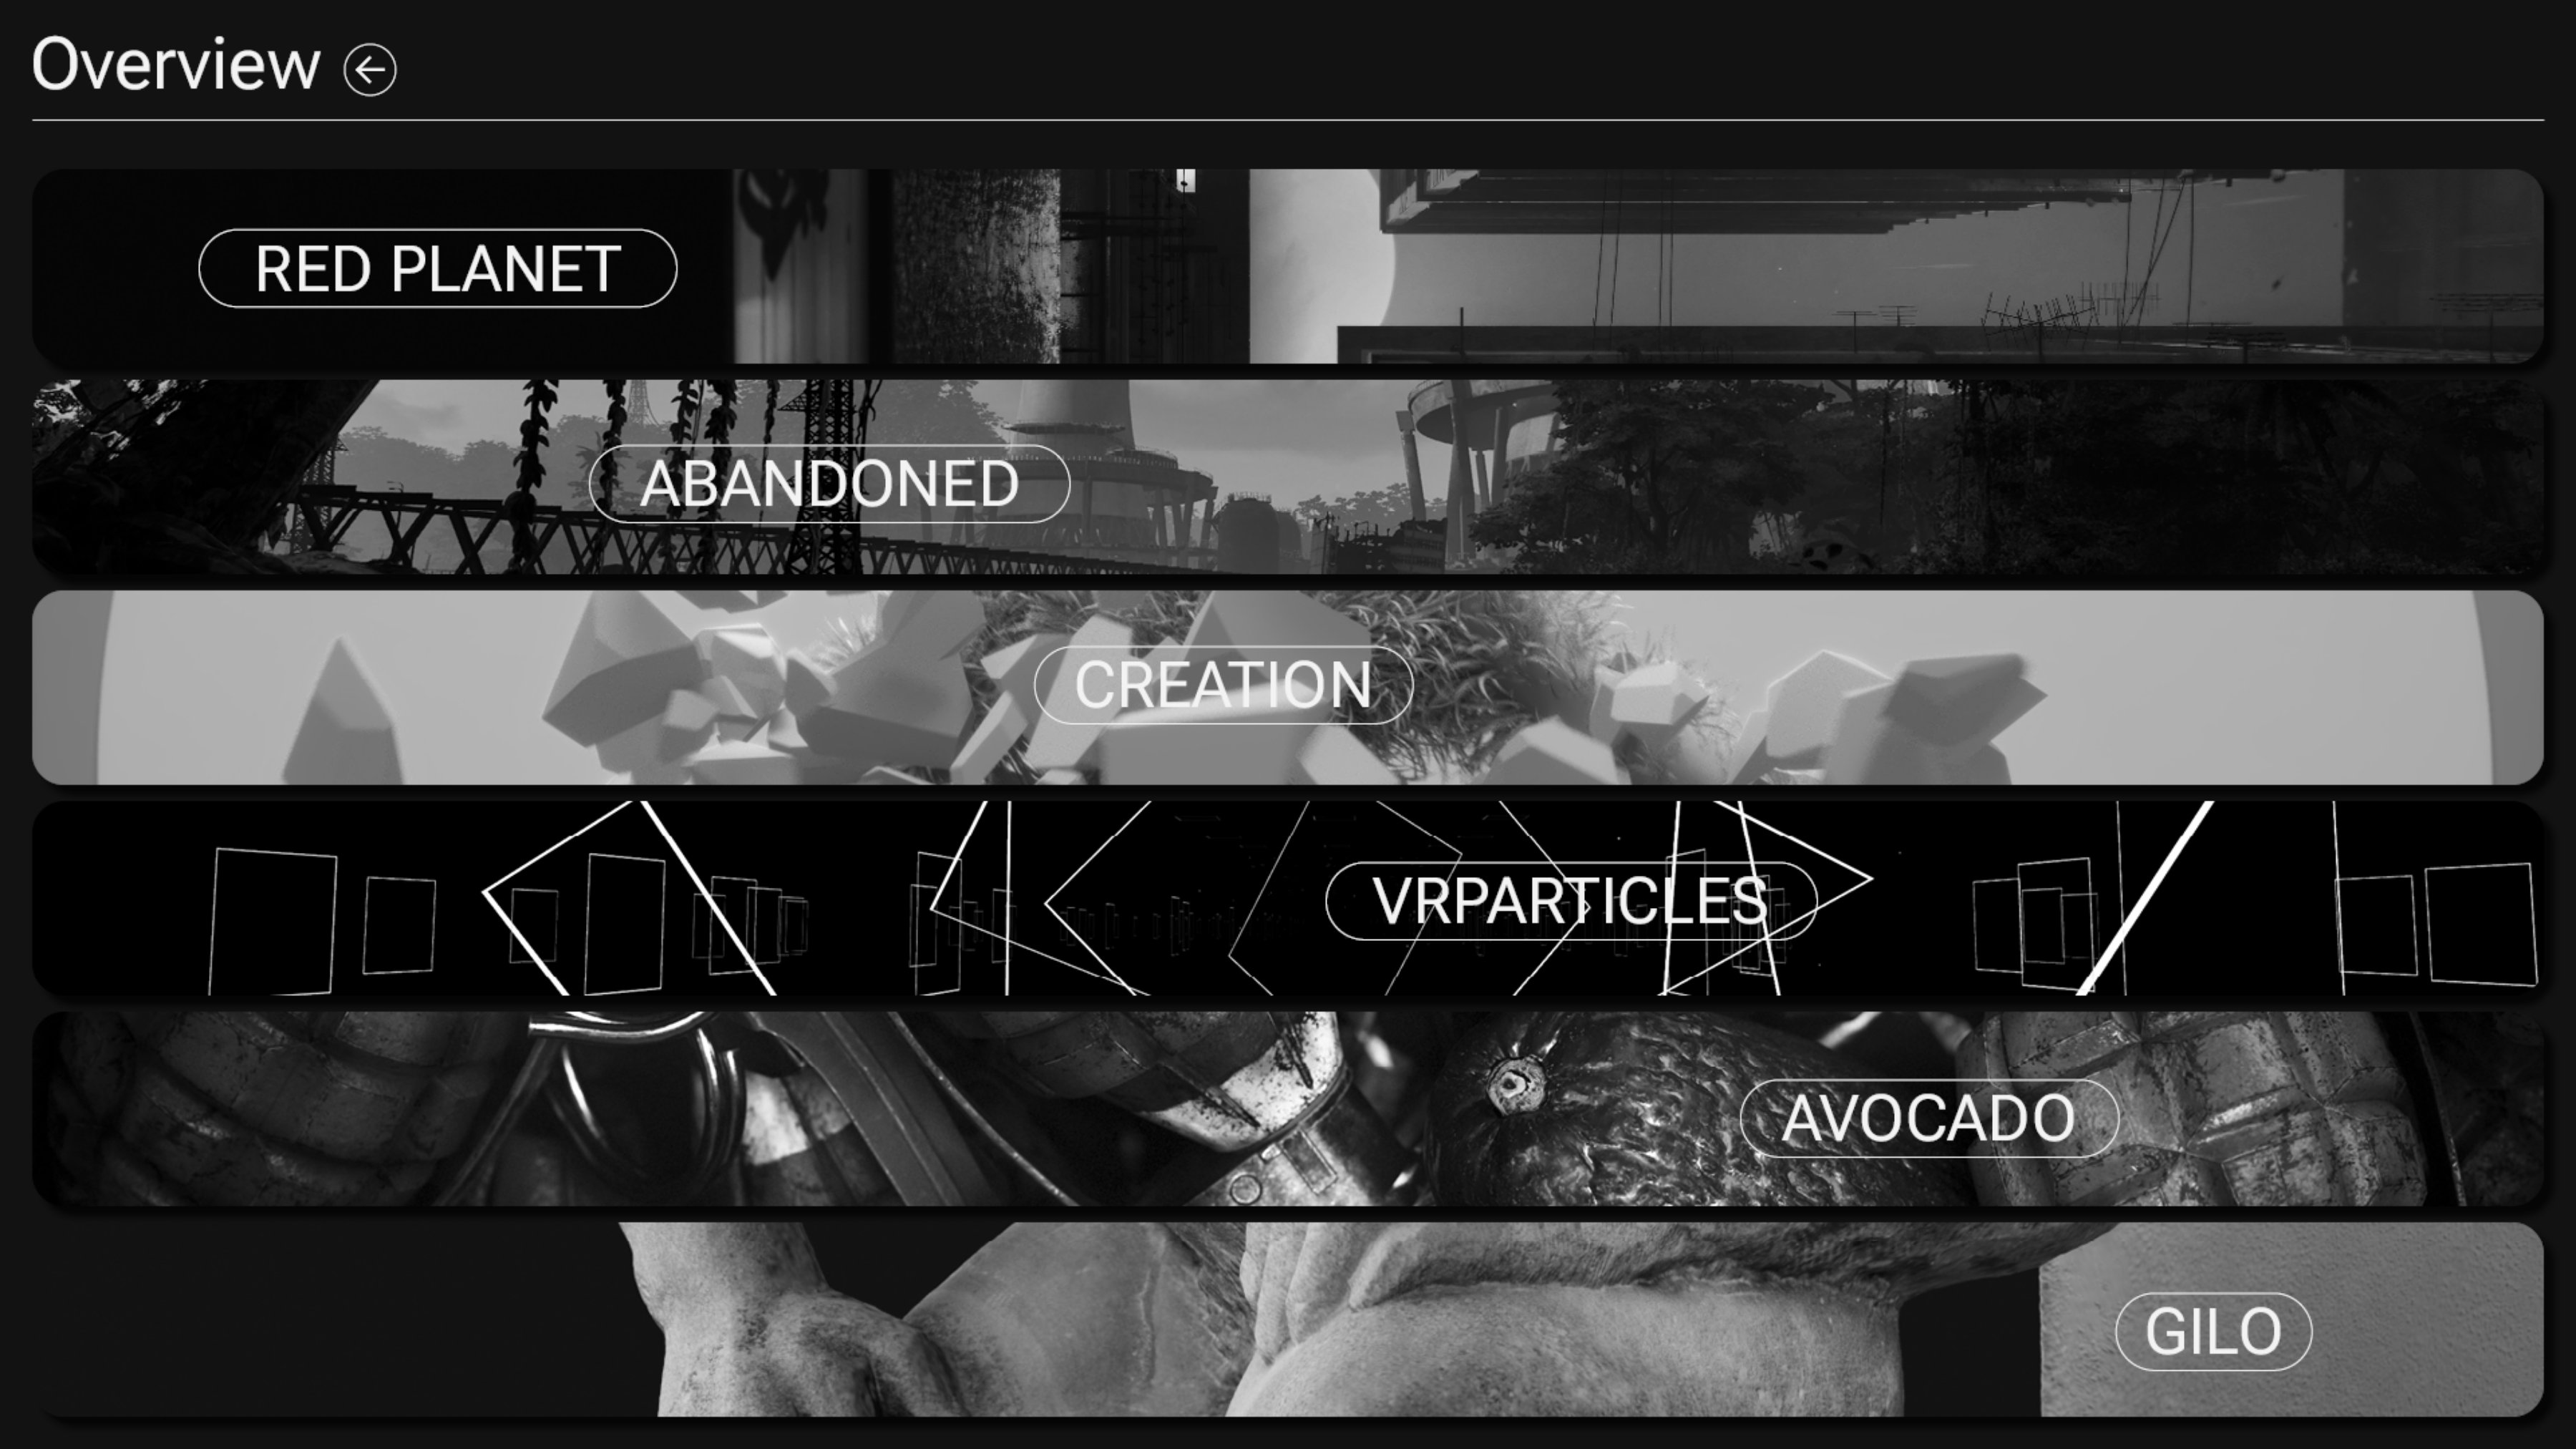 Overview
RED PLANET
ABANDONED
CREATION
VRPARTICLES
AVOCADO
GILO